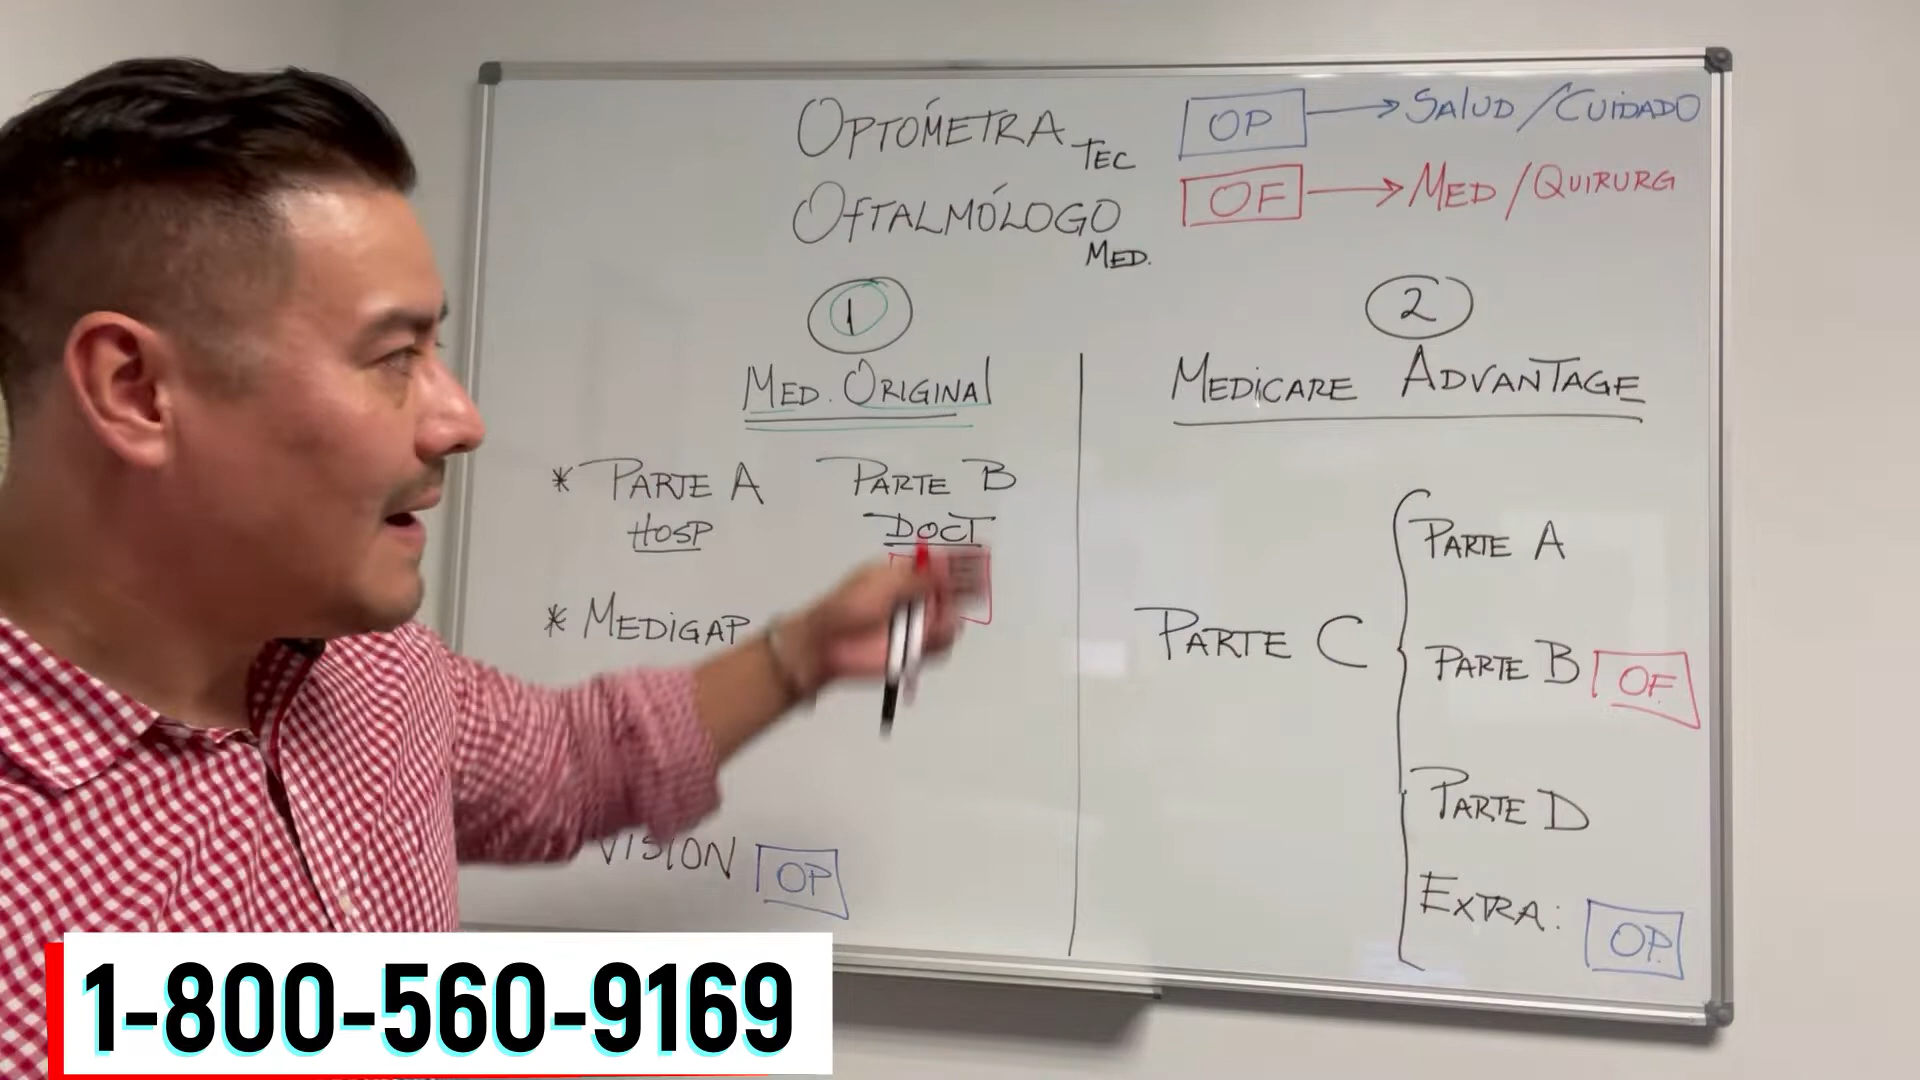 OPTÓMETRA TEC
OP → SALUD / CUIDADO
OFTALMÓLOGO MED.
OF → MED / QUIRURG
1
MED. ORIGINAL
* PARTE A
HOSP
PARTE B
DOCT
* MEDIGAP
VISION OP
2
MEDICARE ADVANTAGE
PARTE C
PARTE A
PARTE B OF
PARTE D
EXTRA: OP.
1-800-560-9169